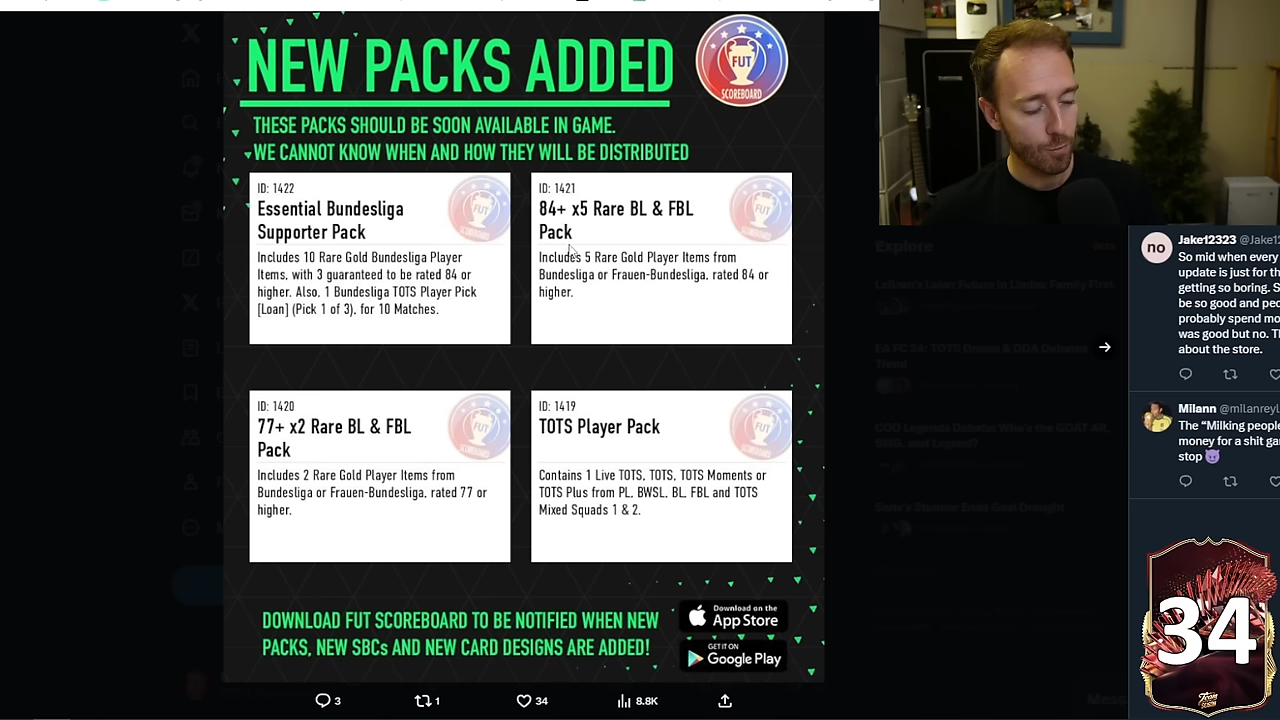 NEW PACKS ADDED
FUT
SCOREBOARD
THESE PACKS SHOULD BE SOON AVAILABLE IN GAME.
WE CANNOT KNOW WHEN AND HOW THEY WILL BE DISTRIBUTED
ID: 1422
Essential Bundesliga
Supporter Pack
Includes 10 Rare Gold Bundesliga Player
Items, with 3 guaranteed to be rated 84 or
higher. Also, 1 Bundesliga TOTS Player Pick
[Loan] (Pick 1 of 3), for 10 Matches.
ID: 1421
84+ x5 Rare BL & FBL
Pack
Includes 5 Rare Gold Player Items from
Bundesliga or Frauen-Bundesliga, rated 84 or
higher.
ID: 1420
77+ x2 Rare BL & FBL
Pack
Includes 2 Rare Gold Player Items from
Bundesliga or Frauen-Bundesliga, rated 77 or
higher.
ID: 1419
TOTS Player Pack
Contains 1 Live TOTS, TOTS, TOTS Moments or
TOTS Plus from PL, BWSL, BL, FBL and TOTS
Mixed Squads 1 & 2.
DOWNLOAD FUT SCOREBOARD TO BE NOTIFIED WHEN NEW
PACKS, NEW SBCs AND NEW CARD DESIGNS ARE ADDED!
Download on the
App Store
GET IT ON
Google Play
3
1
34
8.8K
Explore
no
Jake12323 @Jake12
So mid when every
update is just for th
getting so boring. S
be so good and peo
probably spend mo
was good but no. Th
about the store.
Milann @milanreyL
The "Milking people
money for a shit gam
stop 😈
34